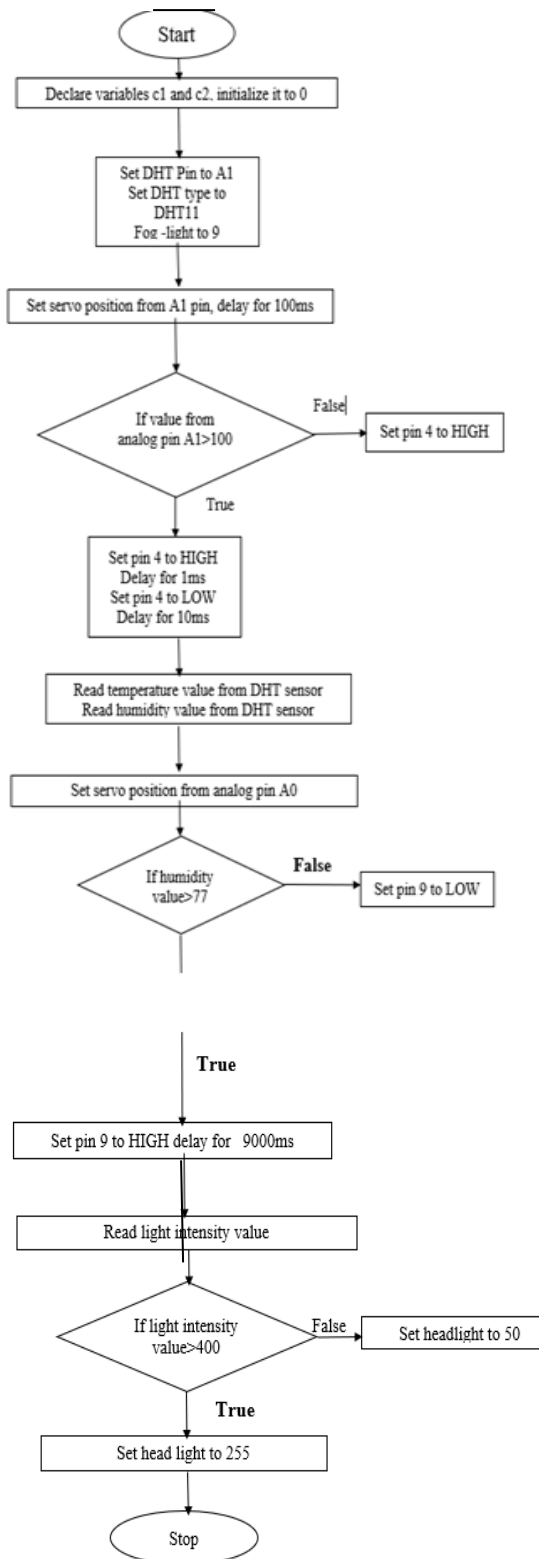 Start
Declare variables c1 and c2, initialize it to 0
Set DHT Pin to A1
Set DHT type to
DHT11
Fog -light to 9
Set servo position from A1 pin, delay for 100ms
If value from
analog pin A1>100
False
Set pin 4 to HIGH
True
Set pin 4 to HIGH
Delay for 1ms
Set pin 4 to LOW
Delay for 10ms
Read temperature value from DHT sensor
Read humidity value from DHT sensor
Set servo position from analog pin A0
If humidity
value>77
False
Set pin 9 to LOW
True
Set pin 9 to HIGH delay for 9000ms
Read light intensity value
If light intensity
value>400
False
Set headlight to 50
True
Set head light to 255
Stop